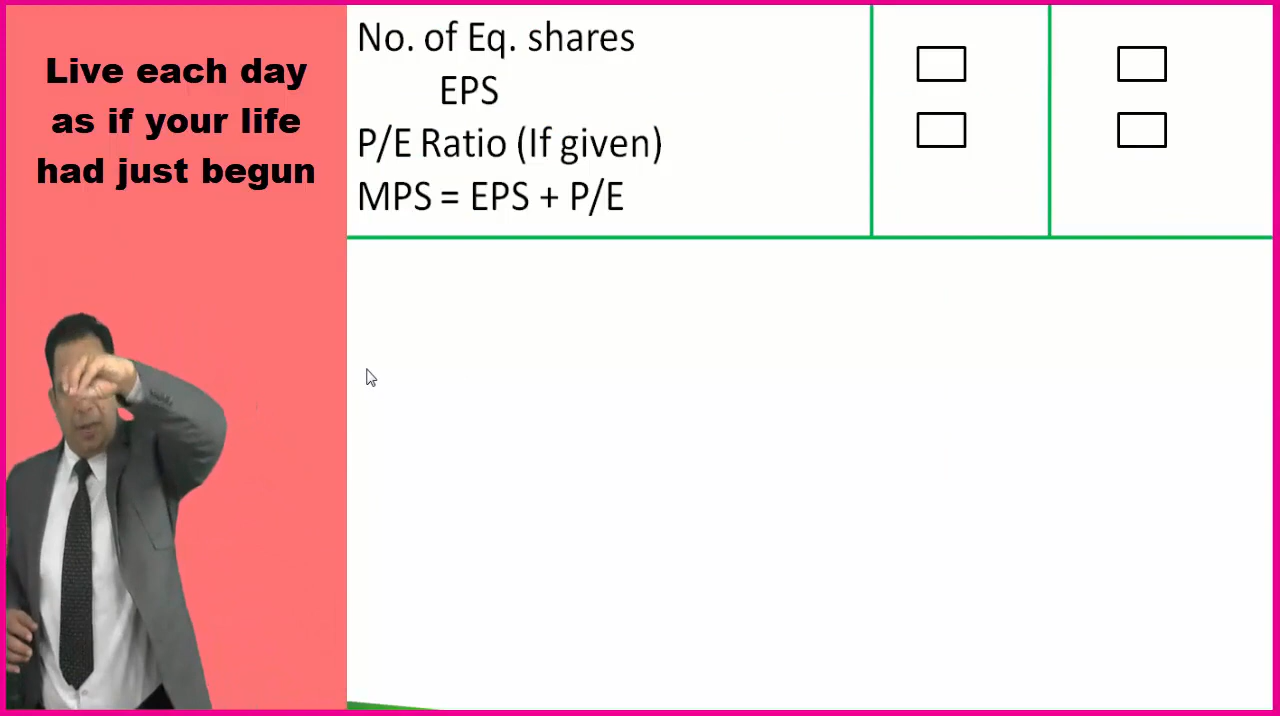 Live each day
as if your life
had just begun
No. of Eq. shares
EPS
P/E Ratio (If given)
MPS = EPS + P/E